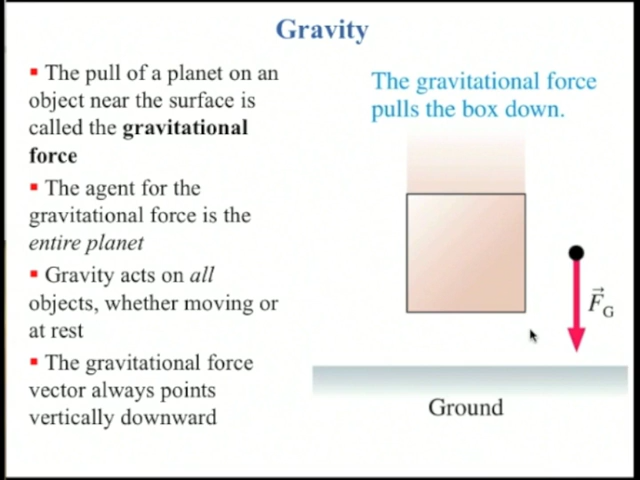 Gravity
▪ The pull of a planet on an
object near the surface is
called the gravitational
force
▪ The agent for the
gravitational force is the
entire planet
▪ Gravity acts on all
objects, whether moving or
at rest
▪ The gravitational force
vector always points
vertically downward
The gravitational force
pulls the box down.
F⃗G
Ground